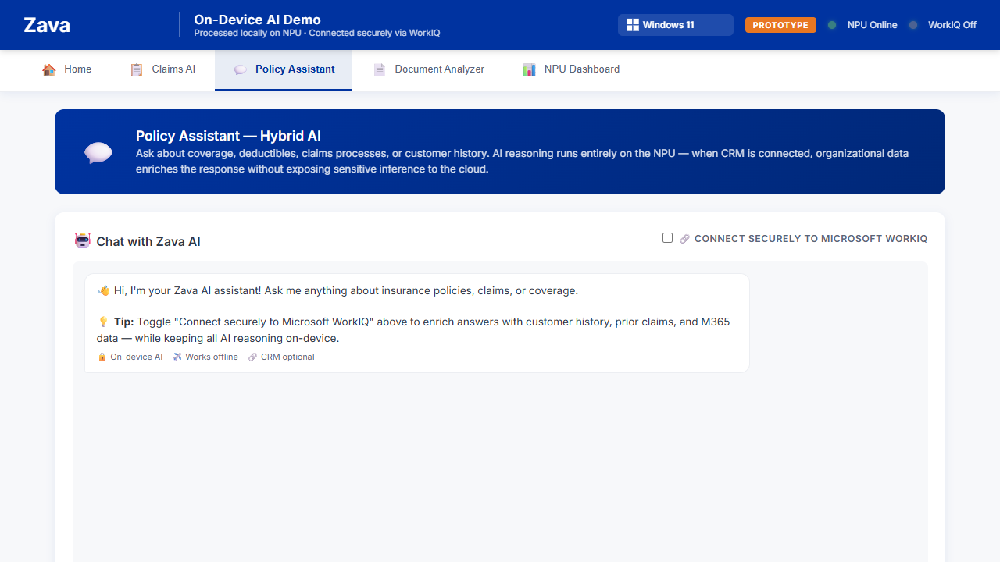 Zava
On-Device AI Demo
Processed locally on NPU · Connected securely via WorkIQ
Windows 11
PROTOTYPE
NPU Online
WorkIQ Off
Home
Claims AI
Policy Assistant
Document Analyzer
NPU Dashboard
Policy Assistant — Hybrid AI
Ask about coverage, deductibles, claims processes, or customer history. AI reasoning runs entirely on the NPU — when CRM is connected, organizational data
enriches the response without exposing sensitive inference to the cloud.
Chat with Zava AI
CONNECT SECURELY TO MICROSOFT WORKIQ
Hi, I'm your Zava AI assistant! Ask me anything about insurance policies, claims, or coverage.
Tip: Toggle "Connect securely to Microsoft WorkIQ" above to enrich answers with customer history, prior claims, and M365
data — while keeping all AI reasoning on-device.
On-device AI
Works offline
CRM optional